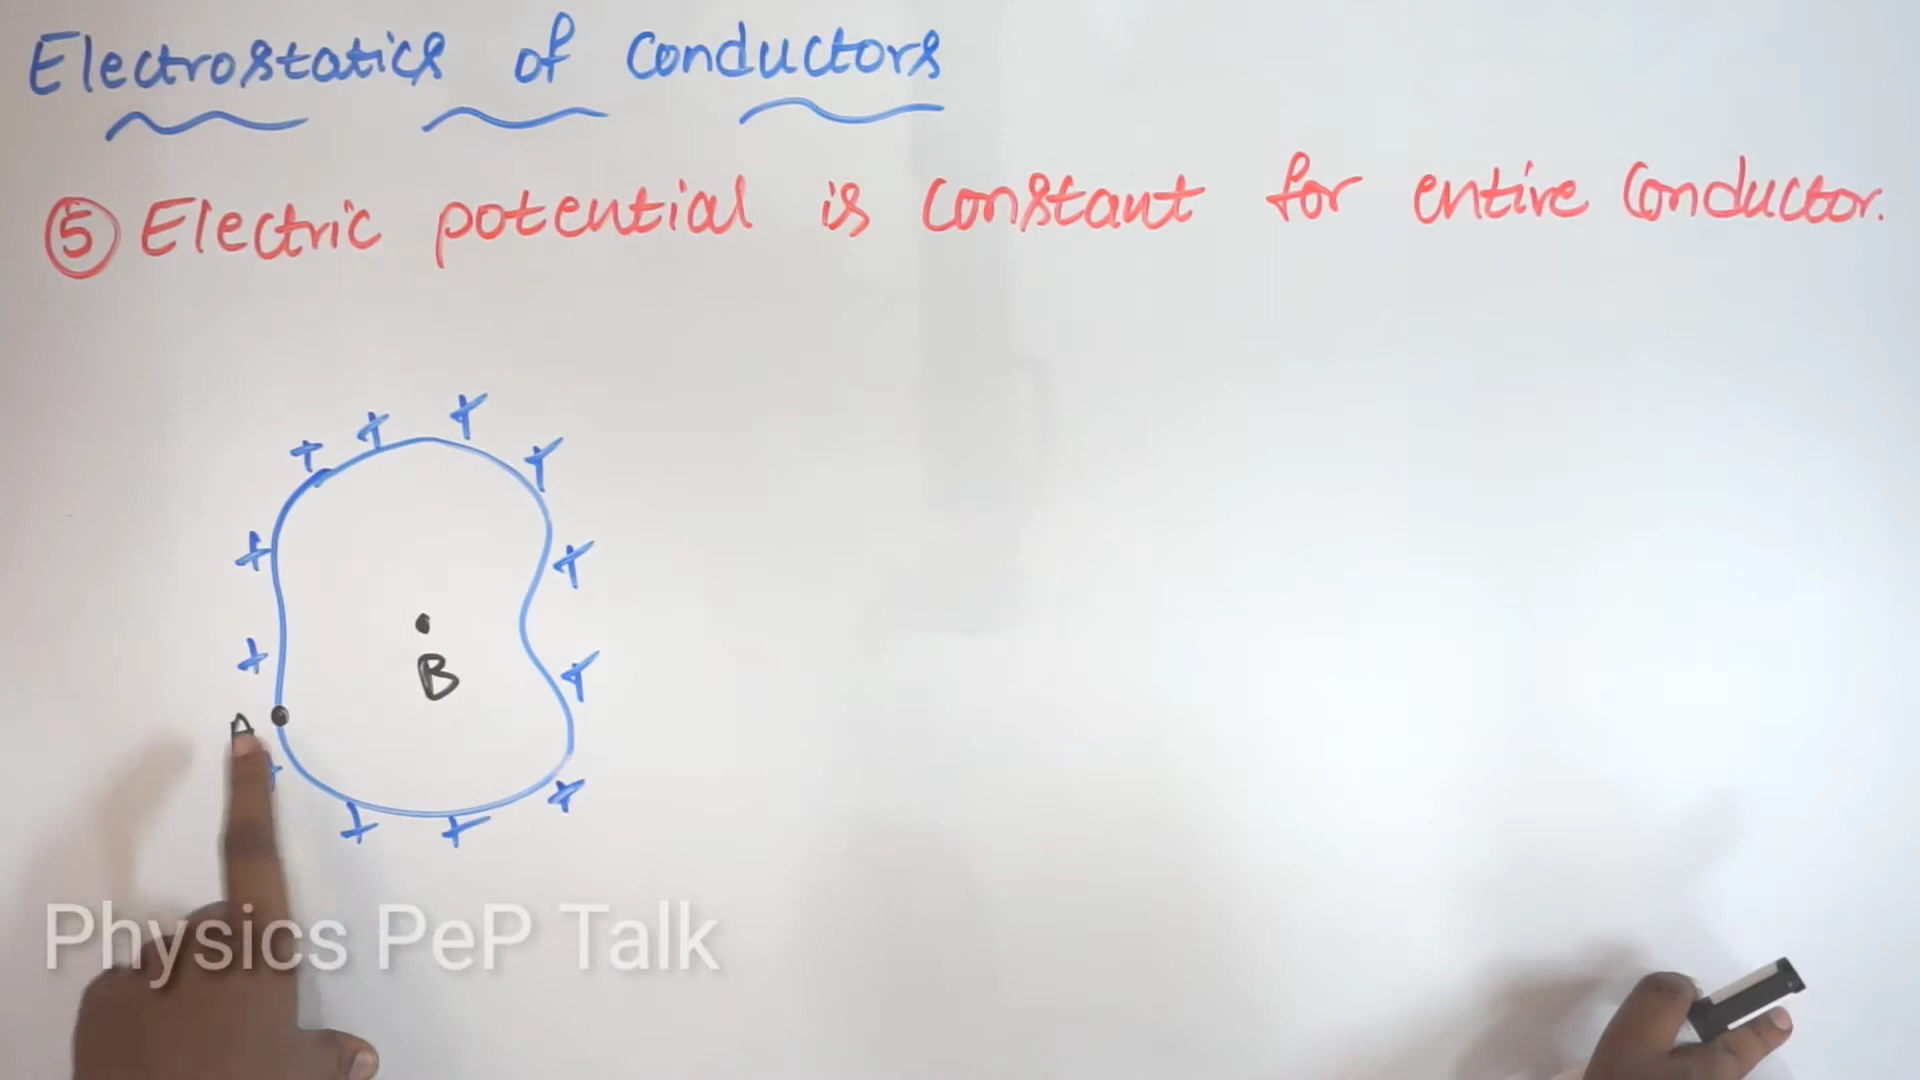 Electrostatics of Conductors
⑤ Electric potential is constant for entire Conductor.
+ + + +
+ +
B
+ +
A
+
+ + +
Physics PeP Talk